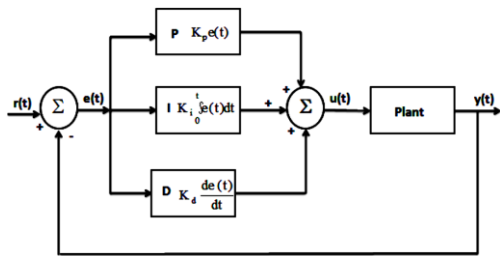 P K_p e(t)
r(t)
+
-
Σ
e(t)
I K_i ∫_0^t e(t)dt
+
+
+
Σ
u(t)
Plant
y(t)
D K_d de(t)/dt